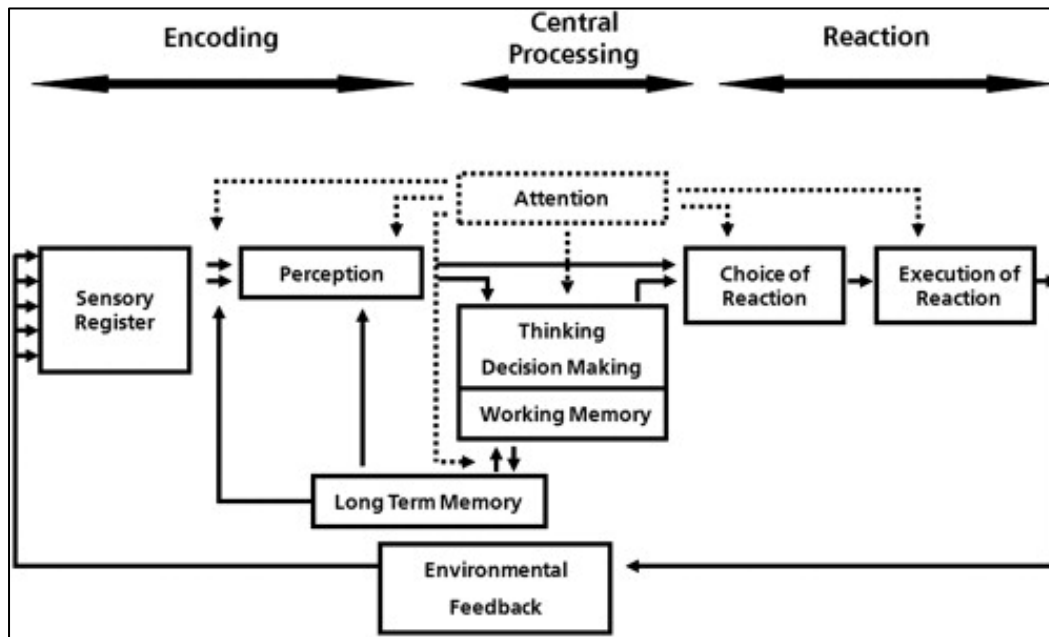 Encoding
Central
Processing
Reaction
Attention
Sensory
Register
Perception
Choice of
Reaction
Execution of
Reaction
Thinking
Decision Making
Working Memory
Long Term Memory
Environmental
Feedback